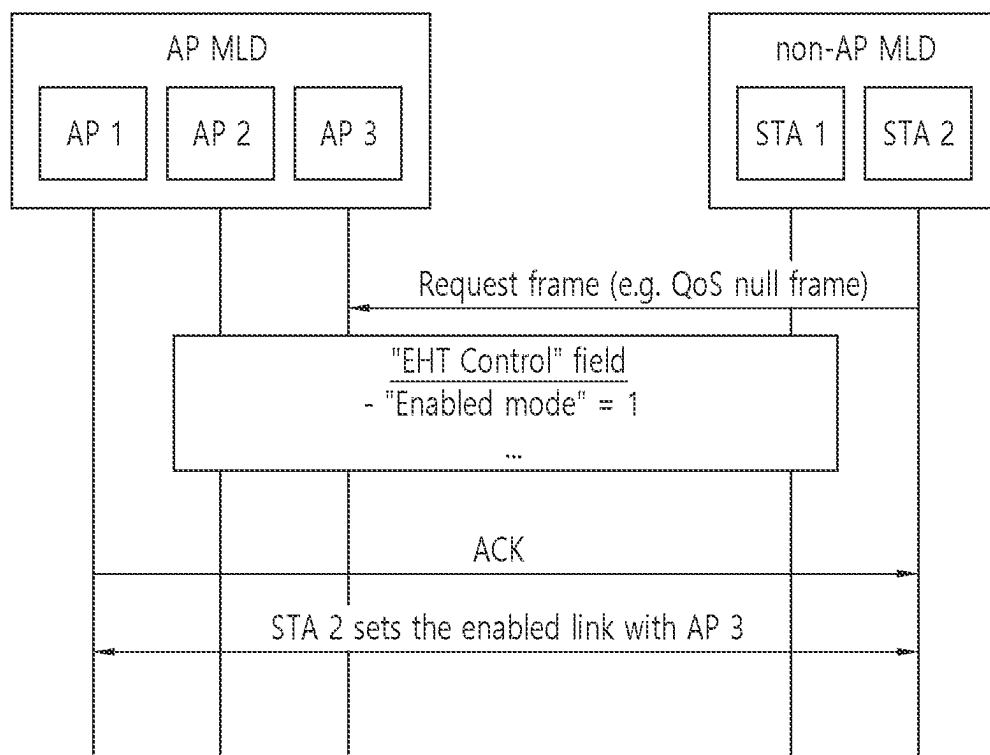 AP MLD
non-AP MLD
AP 1
AP 2
AP 3
STA 1
STA 2
Request frame (e.g. QoS null frame)
"EHT Control" field
- "Enabled mode" = 1
...
ACK
STA 2 sets the enabled link with AP 3